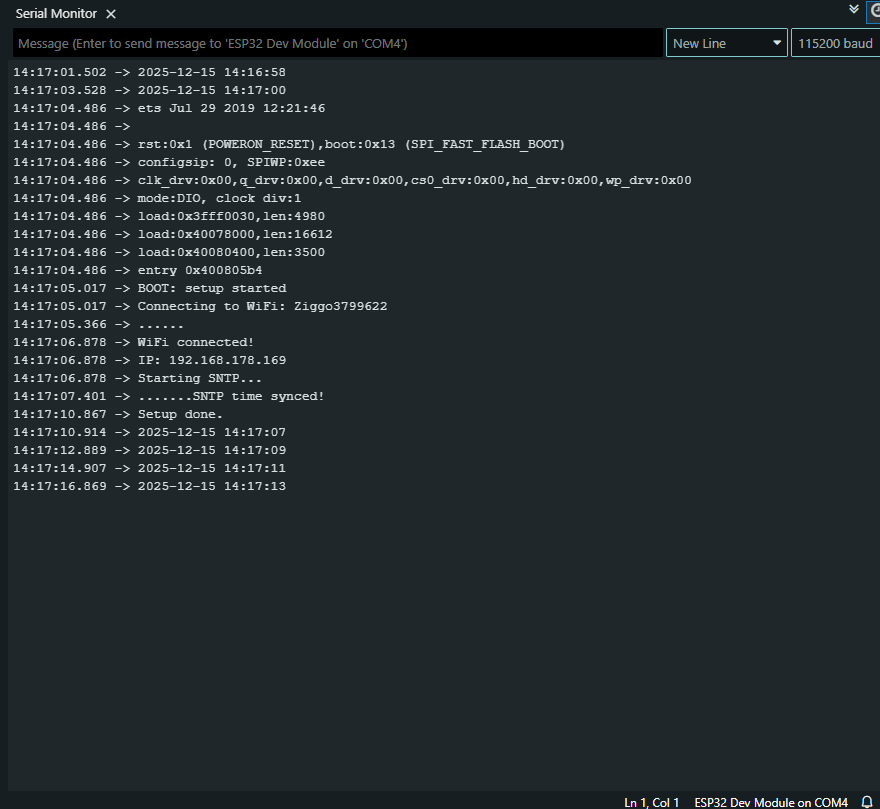 Serial Monitor
Message (Enter to send message to 'ESP32 Dev Module' on 'COM4')
New Line
115200 baud
14:17:01.502 -> 2025-12-15 14:16:58
14:17:03.528 -> 2025-12-15 14:17:00
14:17:04.486 -> ets Jul 29 2019 12:21:46
14:17:04.486 ->
14:17:04.486 -> rst:0x1 (POWERON_RESET),boot:0x13 (SPI_FAST_FLASH_BOOT)
14:17:04.486 -> configsip: 0, SPIWP:0xee
14:17:04.486 -> clk_drv:0x00,q_drv:0x00,d_drv:0x00,cs0_drv:0x00,hd_drv:0x00,wp_drv:0x00
14:17:04.486 -> mode:DIO, clock div:1
14:17:04.486 -> load:0x3fff0030,len:4980
14:17:04.486 -> load:0x40078000,len:16612
14:17:04.486 -> load:0x40080400,len:3500
14:17:04.486 -> entry 0x400805b4
14:17:05.017 -> BOOT: setup started
14:17:05.017 -> Connecting to WiFi: Ziggo3799622
14:17:05.366 -> ......
14:17:06.878 -> WiFi connected!
14:17:06.878 -> IP: 192.168.178.169
14:17:06.878 -> Starting SNTP...
14:17:07.401 -> .......SNTP time synced!
14:17:10.867 -> Setup done.
14:17:10.914 -> 2025-12-15 14:17:07
14:17:12.889 -> 2025-12-15 14:17:09
14:17:14.907 -> 2025-12-15 14:17:11
14:17:16.869 -> 2025-12-15 14:17:13
Ln 1, Col 1 ESP32 Dev Module on COM4